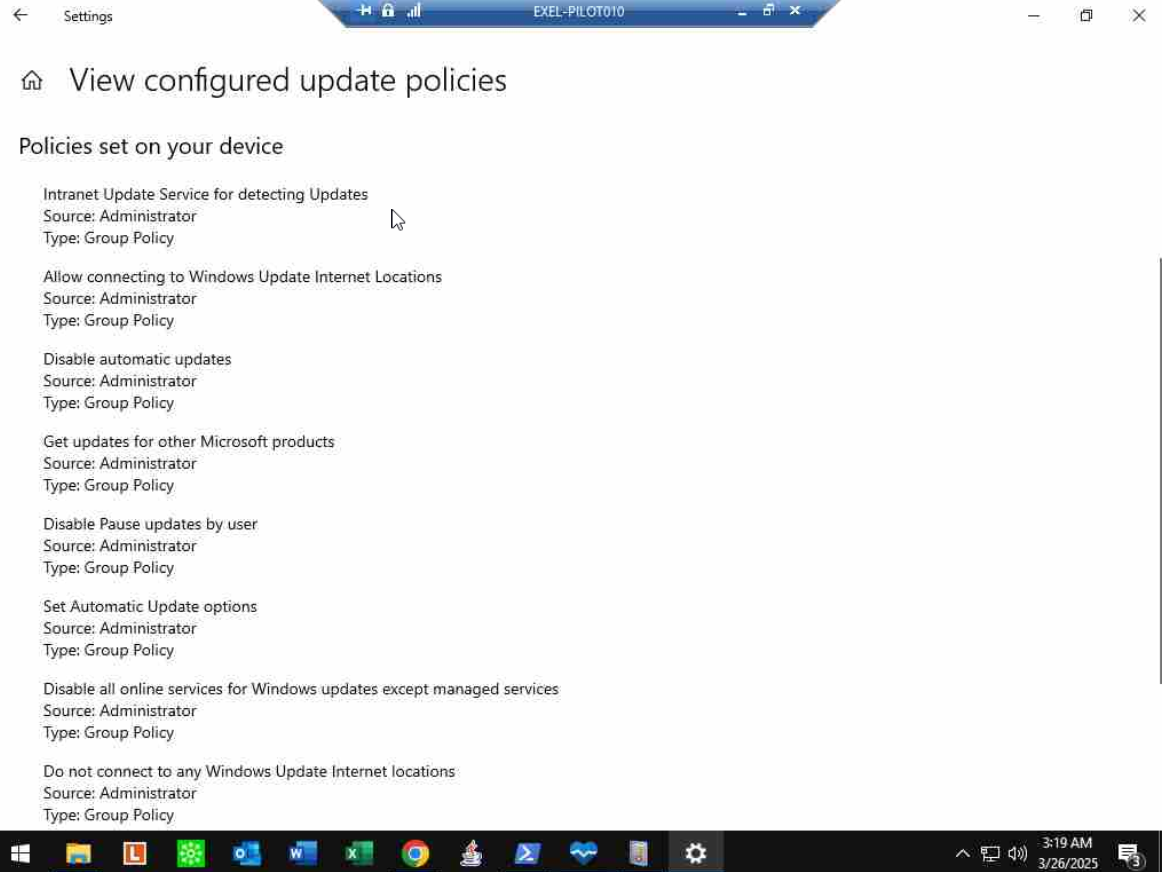 Settings
EXEL-PILOT010
View configured update policies
Policies set on your device
Intranet Update Service for detecting Updates
Source: Administrator
Type: Group Policy
Allow connecting to Windows Update Internet Locations
Source: Administrator
Type: Group Policy
Disable automatic updates
Source: Administrator
Type: Group Policy
Get updates for other Microsoft products
Source: Administrator
Type: Group Policy
Disable Pause updates by user
Source: Administrator
Type: Group Policy
Set Automatic Update options
Source: Administrator
Type: Group Policy
Disable all online services for Windows updates except managed services
Source: Administrator
Type: Group Policy
Do not connect to any Windows Update Internet locations
Source: Administrator
Type: Group Policy
3:19 AM
3/26/2025
3